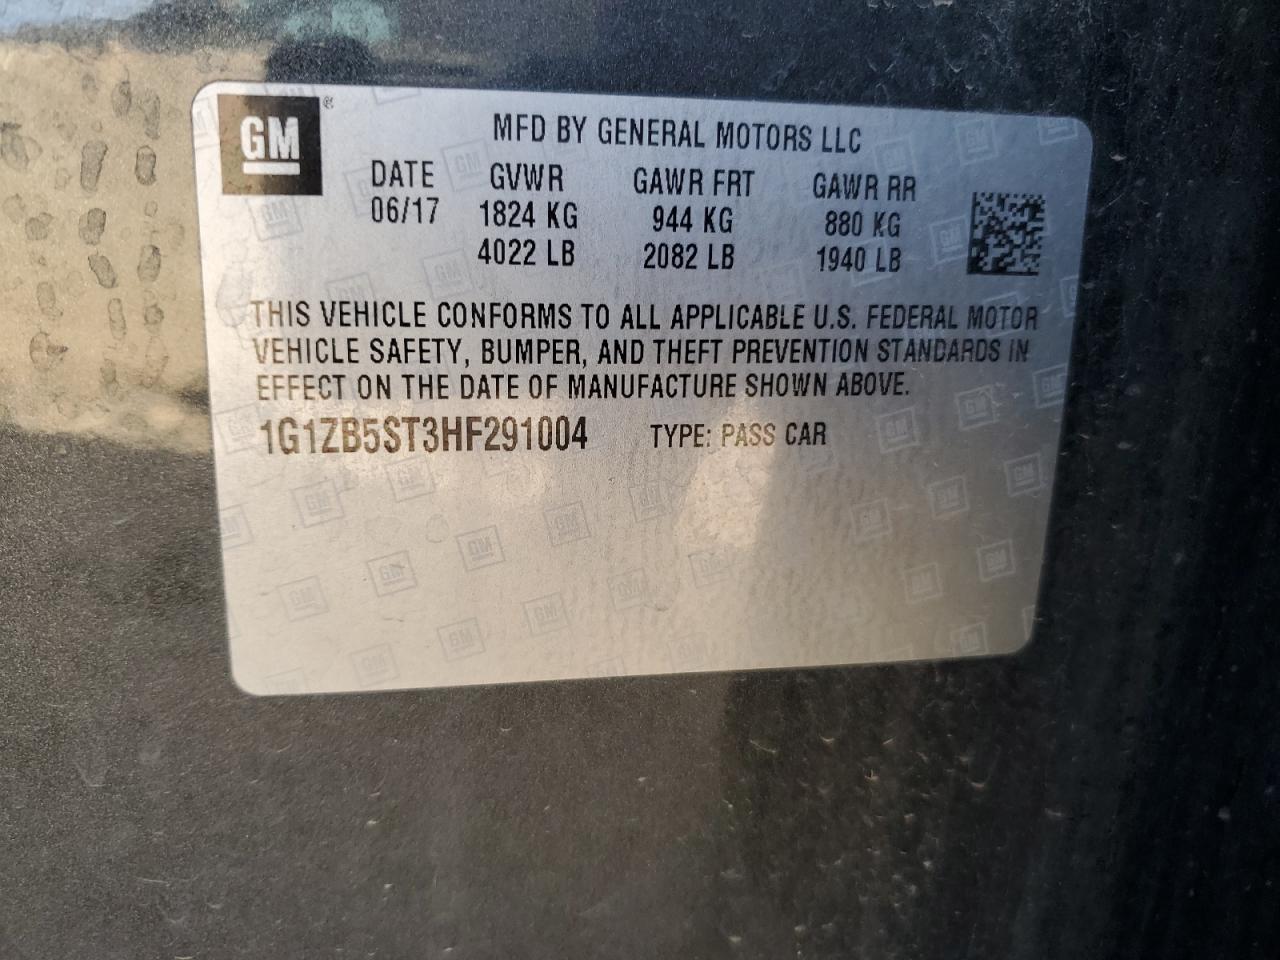 GM ®
MFD BY GENERAL MOTORS LLC
DATE GVWR GAWR FRT GAWR RR
06/17 1824 KG 944 KG 880 KG
4022 LB 2082 LB 1940 LB
THIS VEHICLE CONFORMS TO ALL APPLICABLE U.S. FEDERAL MOTOR
VEHICLE SAFETY, BUMPER, AND THEFT PREVENTION STANDARDS IN
EFFECT ON THE DATE OF MANUFACTURE SHOWN ABOVE.
1G1ZB5ST3HF291004 TYPE: PASS CAR